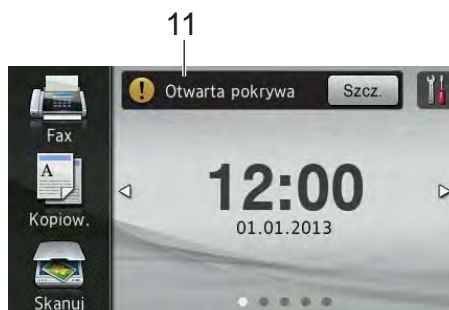 11
Otwarta pokrywa
Szcz.
Fax
A
Kopiow.
12:00
01.01.2013
Skanuj